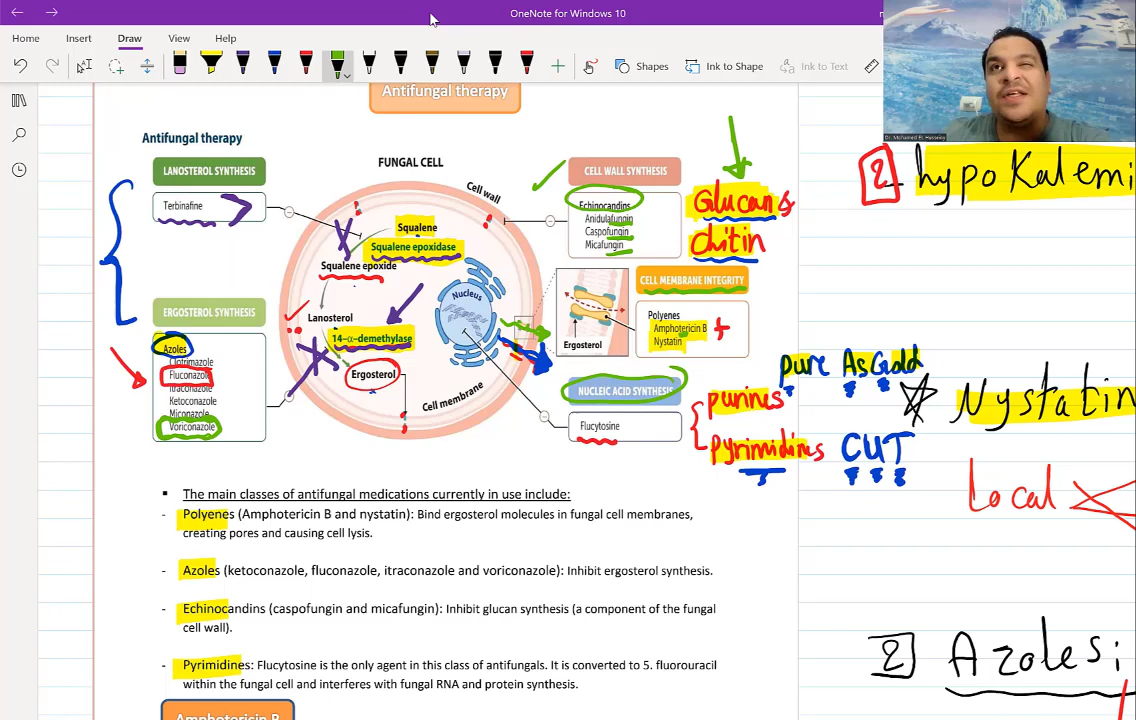 OneNote for Windows 10
Home Insert Draw View Help
Shapes Ink to Shape Ink to Text
Dr. Mohamed EL Husseiny
Antifungal therapy
Antifungal therapy
FUNGAL CELL
LANOSTEROL SYNTHESIS
Terbinafine
ERGOSTEROL SYNTHESIS
Azoles
Clotrimazole
Fluconazole
Itraconazole
Ketoconazole
Miconazole
Voriconazole
Cell wall
Squalene
Squalene epoxidase
Squalene epoxide
Lanosterol
14-α-demethylase
Ergosterol
Nucleus
Cell membrane
CELL WALL SYNTHESIS
Echinocandins
Anidulafungin
Caspofungin
Micafungin
Glucan &
chitin
CELL MEMBRANE INTEGRITY
Polyenes
Amphotericin B
Nystatin
Ergosterol
NUCLEIC ACID SYNTHESIS
Flucytosine
purines
pure As Gold
pyrimidines
CUT
2 hypo Kalemi
Nystatin
Local
2 Azoles:
▪ The main classes of antifungal medications currently in use include:
- Polyenes (Amphotericin B and nystatin): Bind ergosterol molecules in fungal cell membranes,
creating pores and causing cell lysis.
- Azoles (ketoconazole, fluconazole, itraconazole and voriconazole): Inhibit ergosterol synthesis.
- Echinocandins (caspofungin and micafungin): Inhibit glucan synthesis (a component of the fungal
cell wall).
- Pyrimidines: Flucytosine is the only agent in this class of antifungals. It is converted to 5. fluorouracil
within the fungal cell and interferes with fungal RNA and protein synthesis.
Amphotericin B